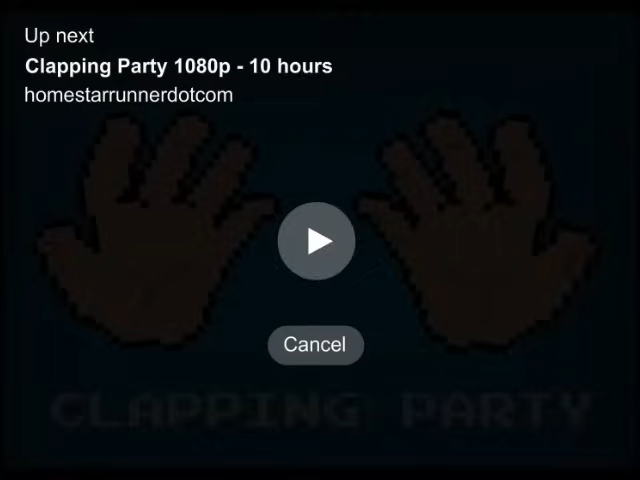 Up next
Clapping Party 1080p - 10 hours
homestarrunnerdotcom
Cancel
CLAPPING PARTY